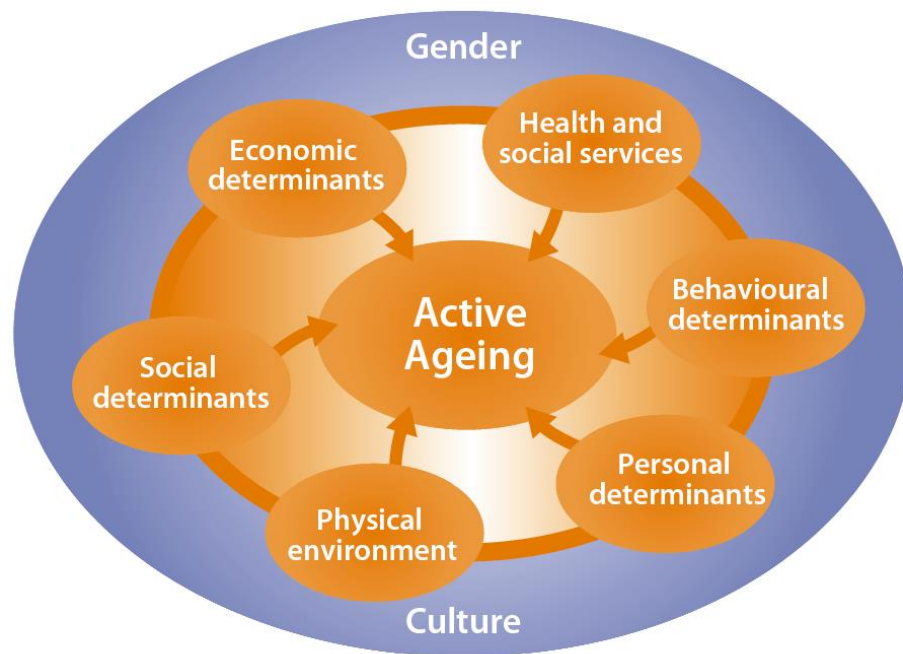 Gender
Economic
determinants
Health and
social services
Behavioural
determinants
Active
Ageing
Social
determinants
Personal
determinants
Physical
environment
Culture